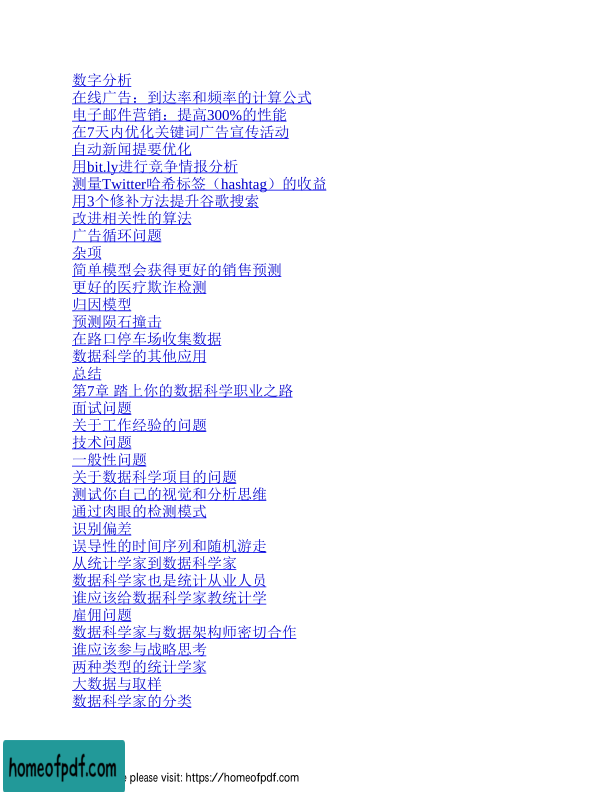 数字分析
在线广告：到达率和频率的计算公式
电子邮件营销：提高300%的性能
在7天内优化关键词广告宣传活动
自动新闻提要优化
用bit.ly进行竞争情报分析
测量Twitter哈希标签（hashtag）的收益
用3个修补方法提升谷歌搜索
改进相关性的算法
广告循环问题
杂项
简单模型会获得更好的销售预测
更好的医疗欺诈检测
归因模型
预测陨石撞击
在路口停车场收集数据
数据科学的其他应用
总结
第7章 踏上你的数据科学职业之路
面试问题
关于工作经验的问题
技术问题
一般性问题
关于数据科学项目的问题
测试你自己的视觉和分析思维
通过肉眼的检测模式
识别偏差
误导性的时间序列和随机游走
从统计学家到数据科学家
数据科学家也是统计从业人员
谁应该给数据科学家教统计学
雇佣问题
数据科学家与数据架构师密切合作
谁应该参与战略思考
两种类型的统计学家
大数据与取样
数据科学家的分类
homeofpdf.com
e please visit: https://homeofpdf.com